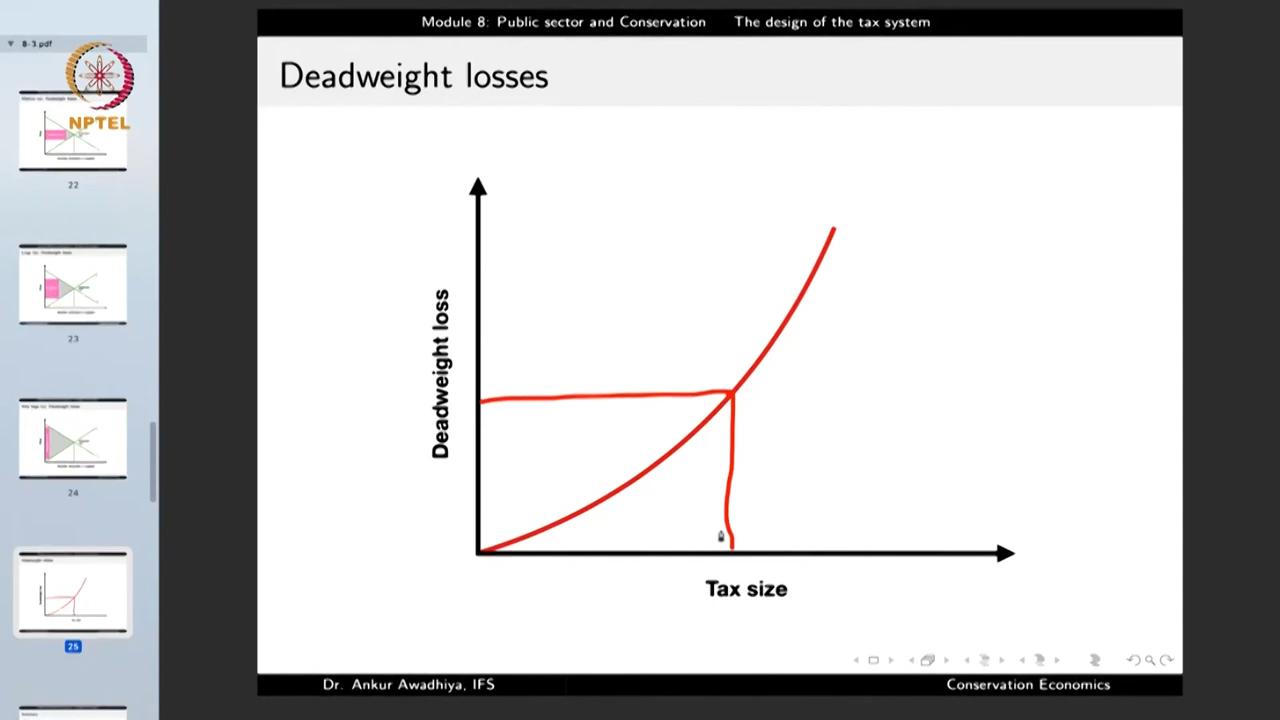 Module 8: Public sector and Conservation The design of the tax system
8-3.pdf
NPTEL
22
23
24
25
Deadweight losses
Deadweight loss
Tax size
Dr. Ankur Awadhiya, IFS
Conservation Economics